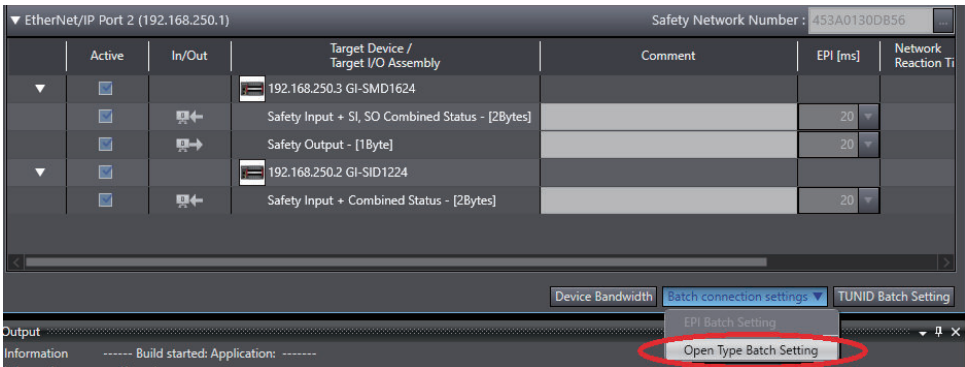 EtherNet/IP Port 2 (192.168.250.1) Safety Network Number : 453A0130DB56 ...
Active In/Out Target Device / Target I/O Assembly Comment EPI [ms] Network Reaction Ti
192.168.250.3 GI-SMD1624
Safety Input + SI, SO Combined Status - [2Bytes] 20
Safety Output - [1Byte] 20
192.168.250.2 GI-SID1224
Safety Input + Combined Status - [2Bytes] 20
Device Bandwidth Batch connection settings TUNID Batch Setting
EPI Batch Setting
Output
Open Type Batch Setting
Information ------ Build started: Application: -------